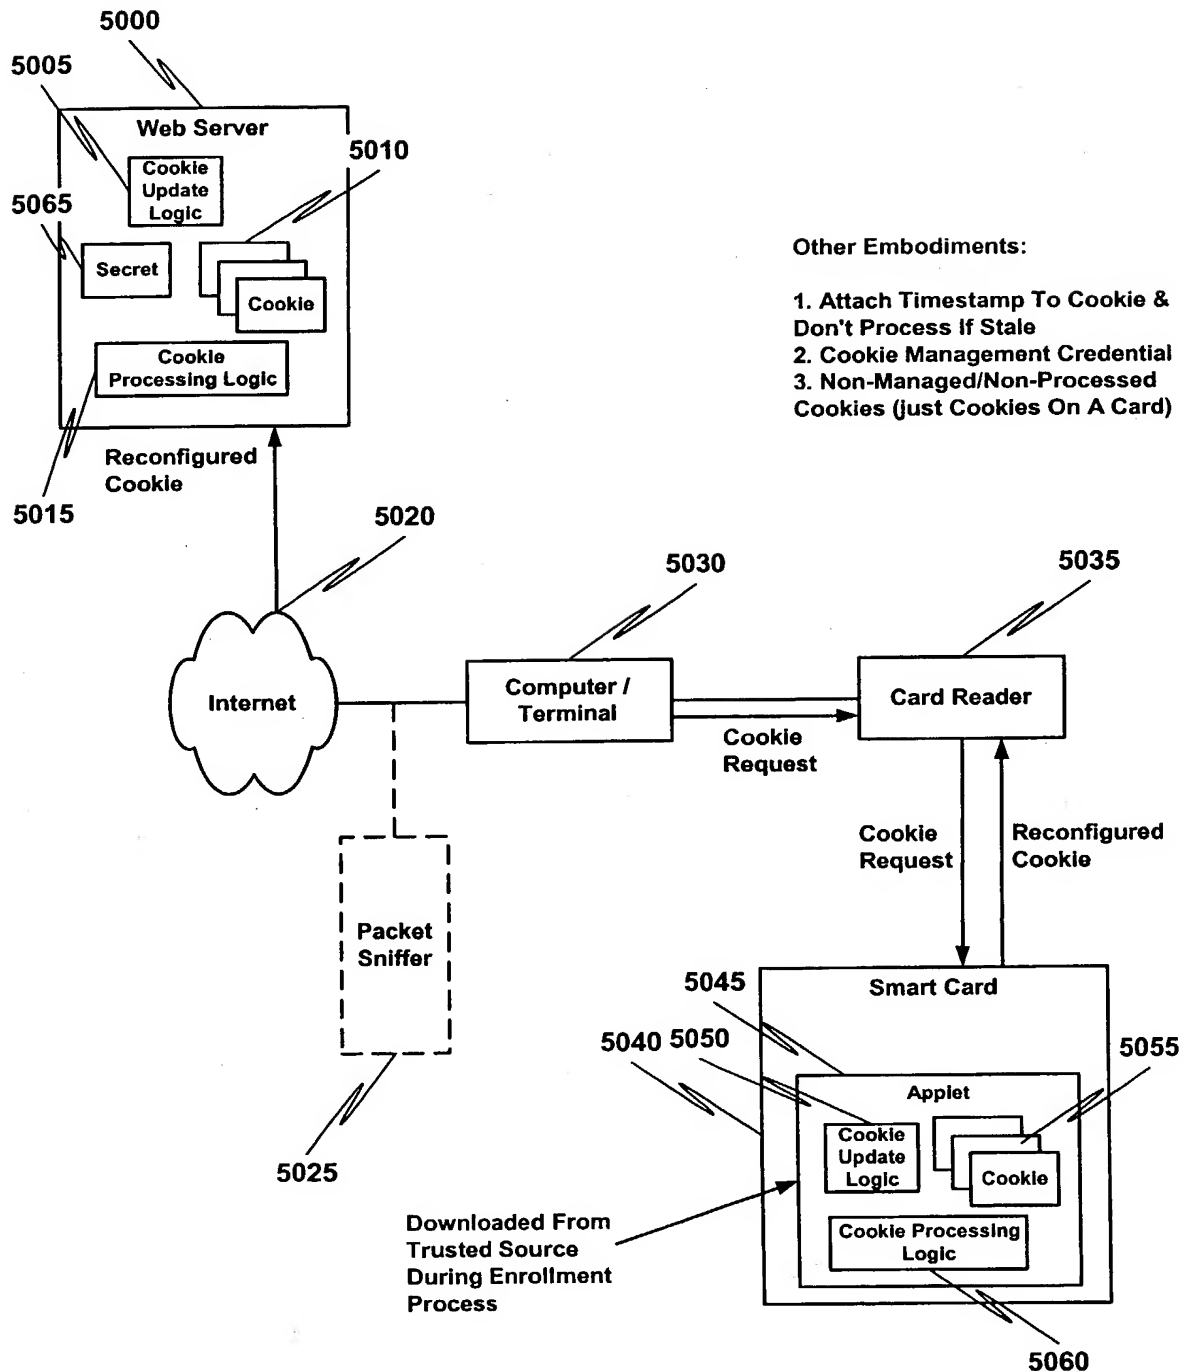 5000
5005
Web Server
5010
Cookie
Update
Logic
5065
Secret
Cookie
Cookie
Processing Logic
Other Embodiments:
1. Attach Timestamp To Cookie &
Don't Process If Stale
2. Cookie Management Credential
3. Non-Managed/Non-Processed
Cookies (just Cookies On A Card)
Reconfigured
Cookie
5015
5020
5030
5035
Internet
Computer /
Terminal
Card Reader
Cookie
Request
Cookie
Request
Reconfigured
Cookie
Packet
Sniffer
5025
5045
Smart Card
5040
5050
5055
Applet
Cookie
Update
Logic
Cookie
Cookie Processing
Logic
Downloaded From
Trusted Source
During Enrollment
Process
5060